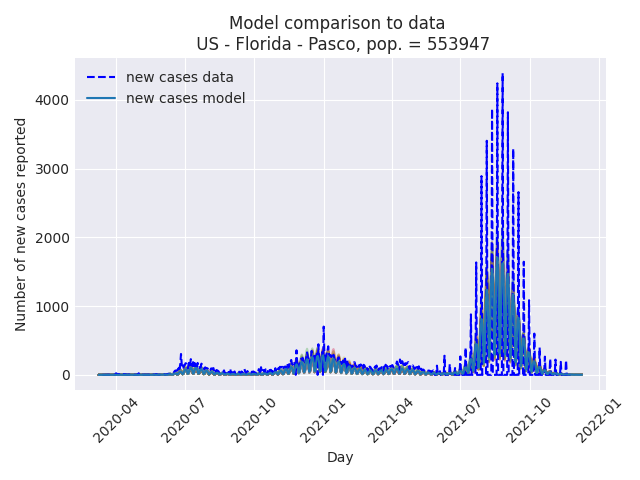 Model comparison to data
US - Florida - Pasco, pop. = 553947
new cases data
new cases model
Number of new cases reported
4000
3000
2000
1000
0
2020-04
2020-07
2020-10
2021-01
2021-04
2021-07
2021-10
2022-01
Day